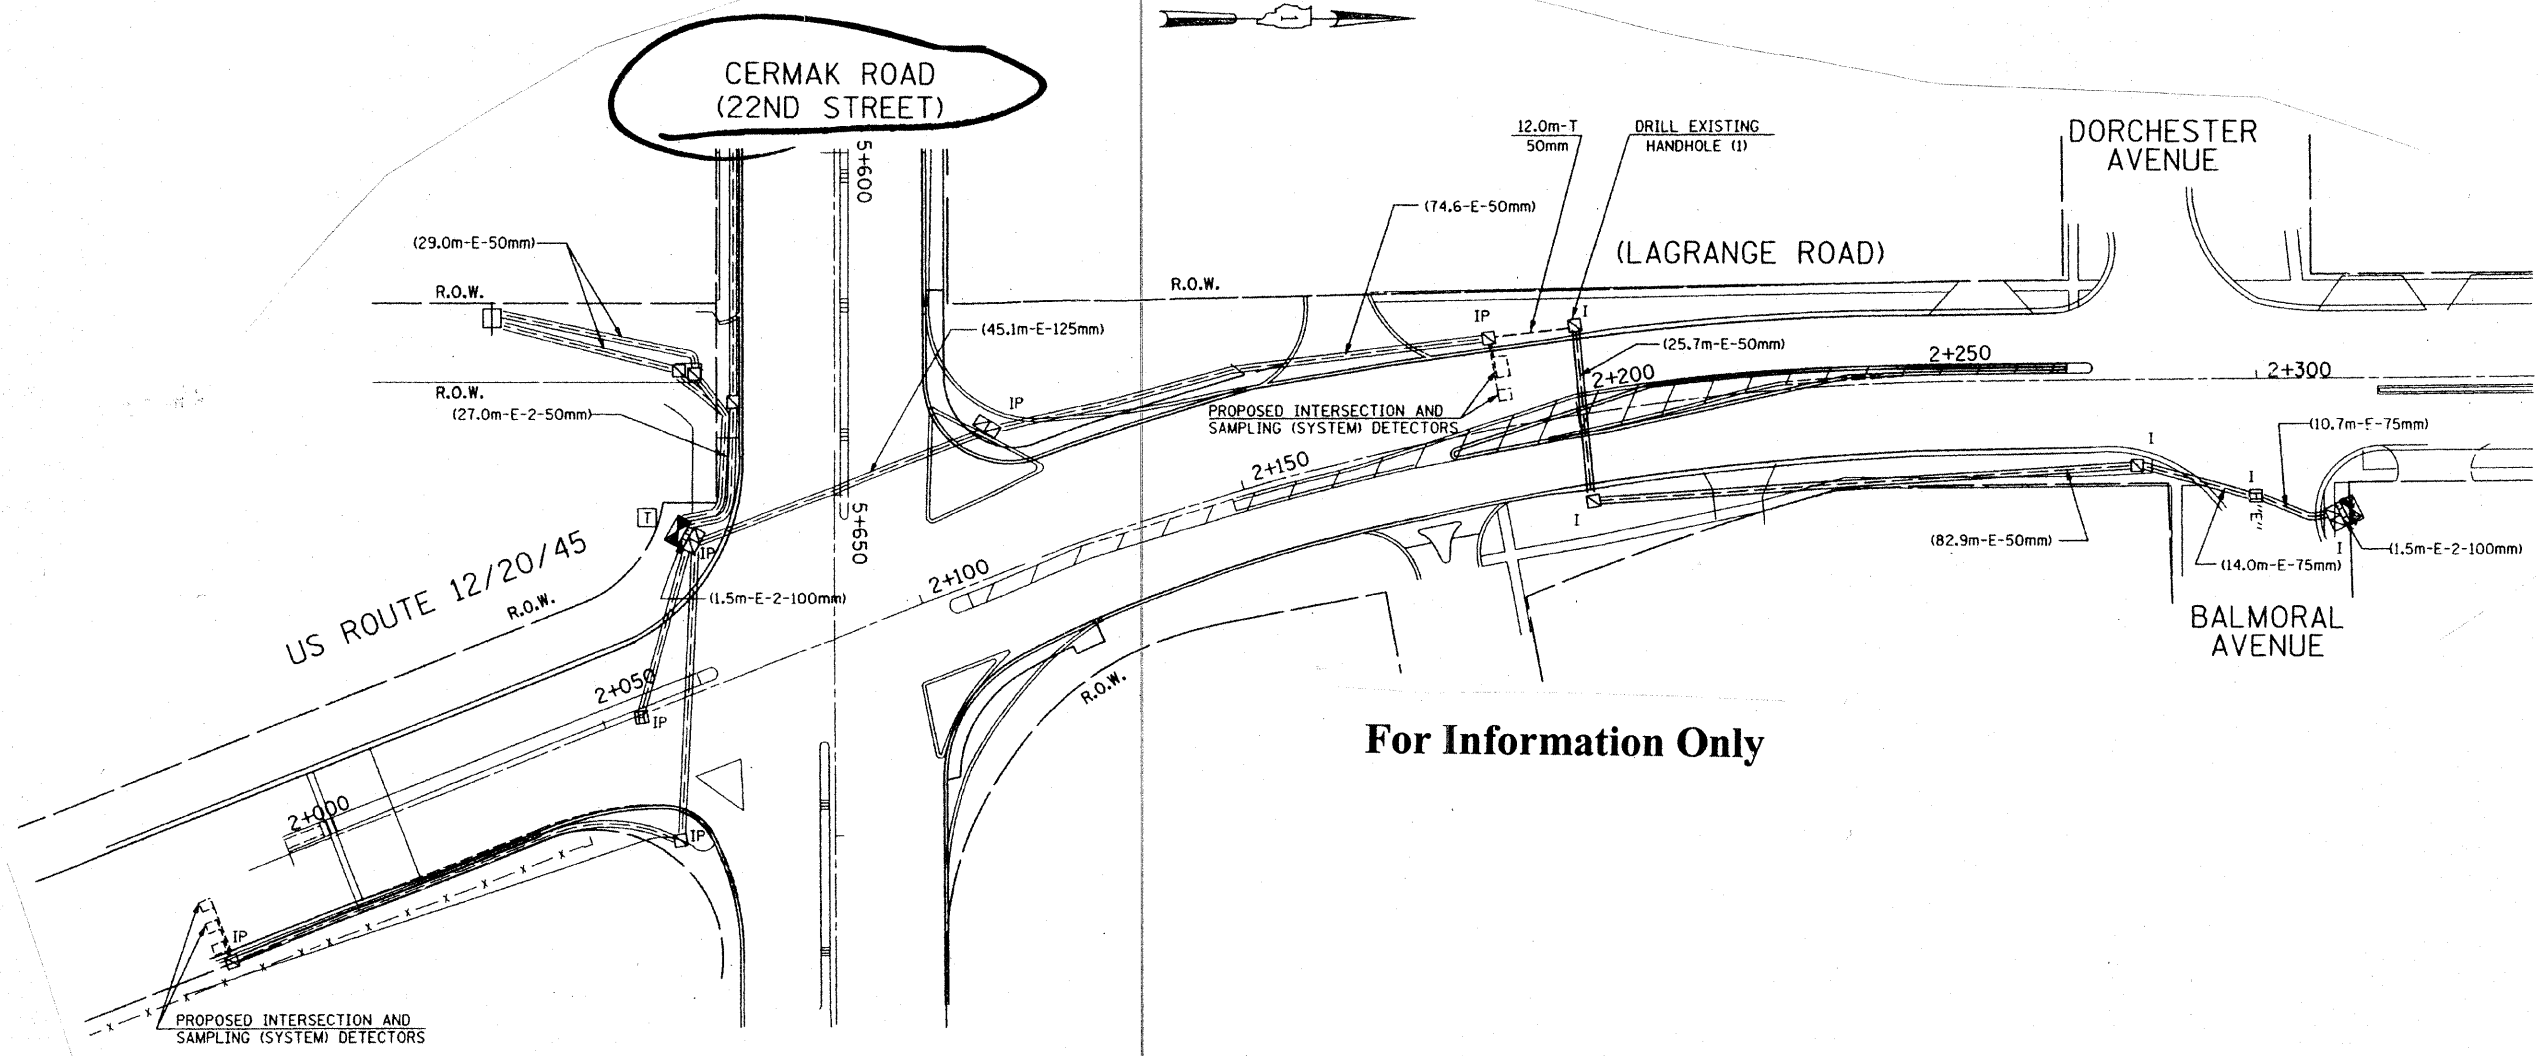 CERMAK ROAD
(22ND STREET)
5+600
12.0m-T
50mm
DRILL EXISTING
HANDHOLE (1)
DORCHESTER
AVENUE
(74.6-E-50mm)
(29.0m-E-50mm)
(LAGRANGE ROAD)
R.O.W.
R.O.W.
IP
I
(45.1m-E-125mm)
(25.7m-E-50mm)
2+250
2+200
2+300
R.O.W.
(27.0m-E-2-50mm)
IP
PROPOSED INTERSECTION AND
SAMPLING (SYSTEM) DETECTORS
(10.7m-E-75mm)
I
2+150
I
T
5+650
I
"E"
IP
I
(82.9m-E-50mm)
(1.5m-E-2-100mm)
(14.0m-E-75mm)
US ROUTE 12/20/45
R.O.W.
2+100
(1.5m-E-2-100mm)
BALMORAL
AVENUE
2+050
R.O.W.
IP
For Information Only
2+000
IP
IP
PROPOSED INTERSECTION AND
SAMPLING (SYSTEM) DETECTORS